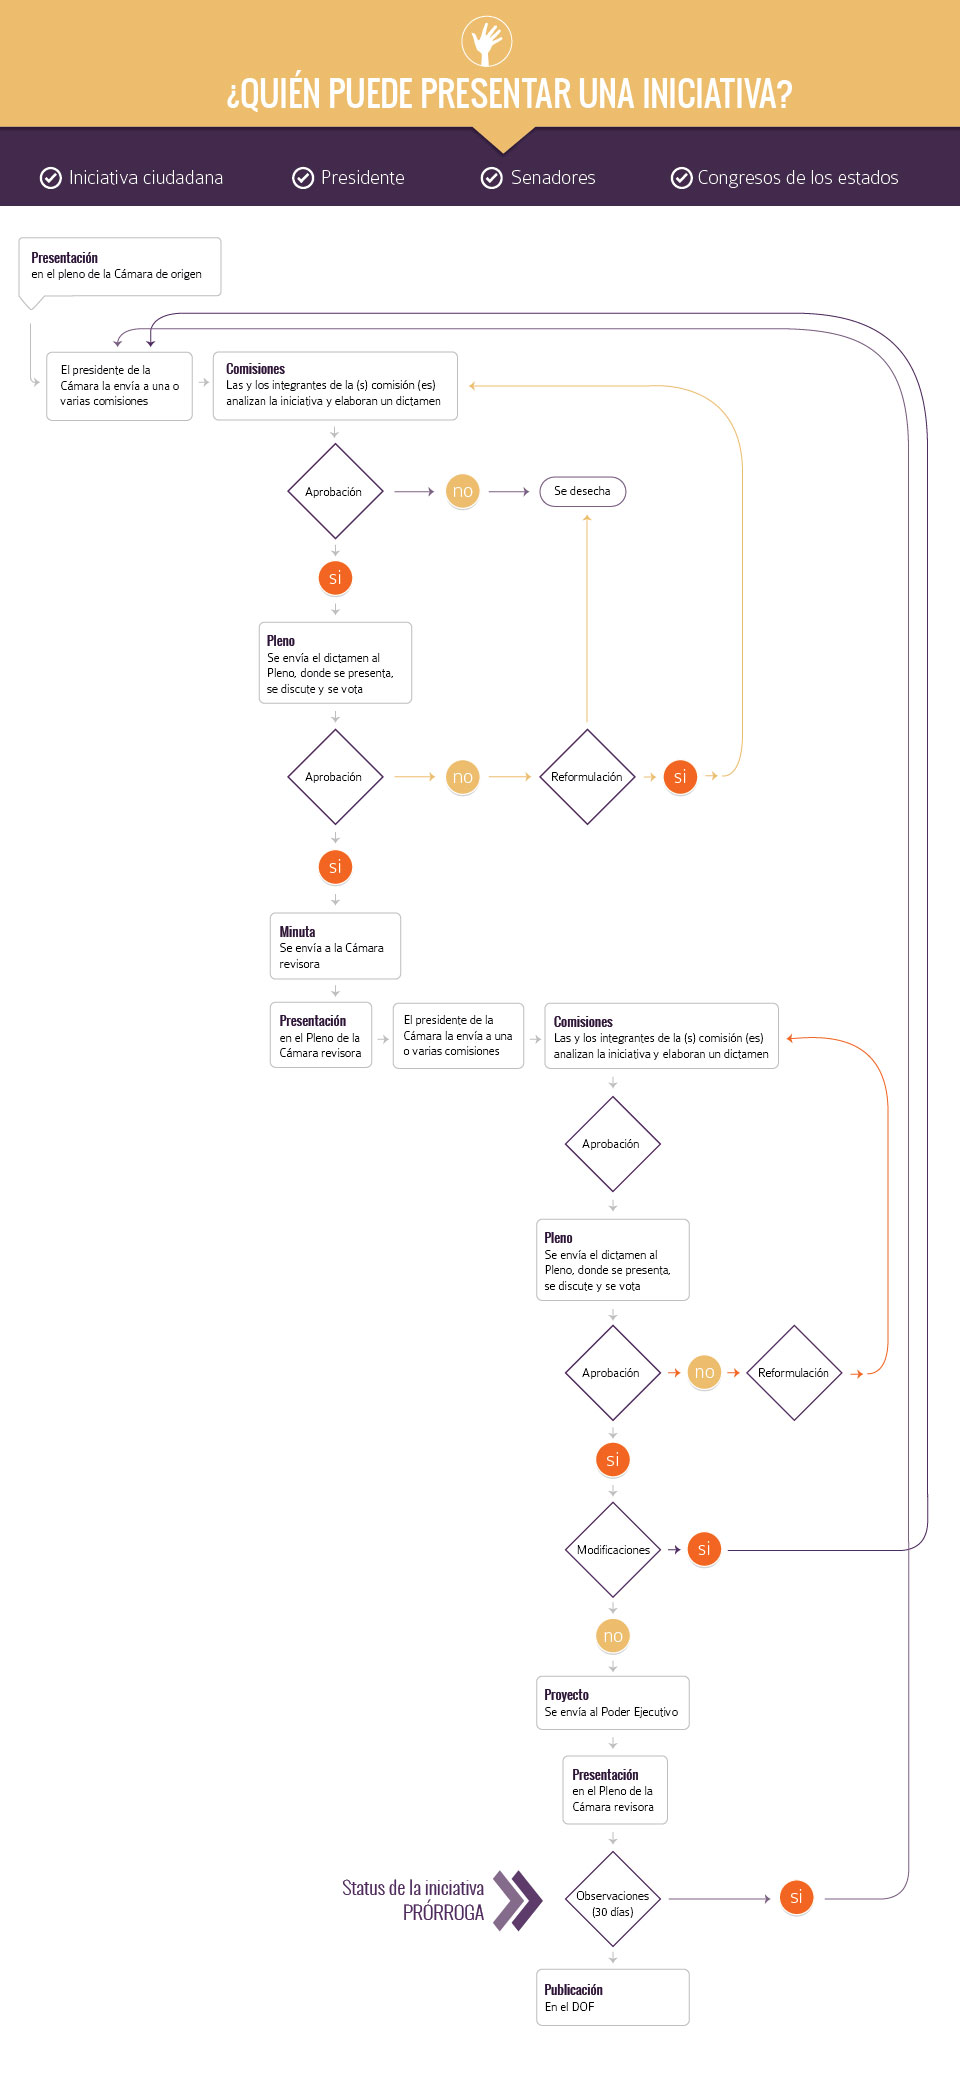 ¿QUIÉN PUEDE PRESENTAR UNA INICIATIVA?
Iniciativa ciudadana
Presidente
Senadores
Congresos de los estados
Presentación
en el pleno de la Cámara de origen
El presidente de la
Cámara la envía a una o
varias comisiones
Comisiones
Las y los integrantes de la (s) comisión (es)
analizan la iniciativa y elaboran un dictamen
Aprobación
no
Se desecha
si
Pleno
Se envía el dictamen al
Pleno, donde se presenta,
se discute y se vota
Aprobación
no
Reformulación
si
si
Minuta
Se envía a la Cámara
revisora
Presentación
en el Pleno de la
Cámara revisora
El presidente de la
Cámara la envía a una
o varias comisiones
Comisiones
Las y los integrantes de la (s) comisión (es)
analizan la iniciativa y elaboran un dictamen
Aprobación
Pleno
Se envía el dictamen al
Pleno, donde se presenta,
se discute y se vota
Aprobación
no
Reformulación
si
Modificaciones
si
no
Proyecto
Se envía al Poder Ejecutivo
Presentación
en el Pleno de la
Cámara revisora
Status de la iniciativa
PRÓRROGA
Observaciones
(30 días)
si
Publicación
En el DOF